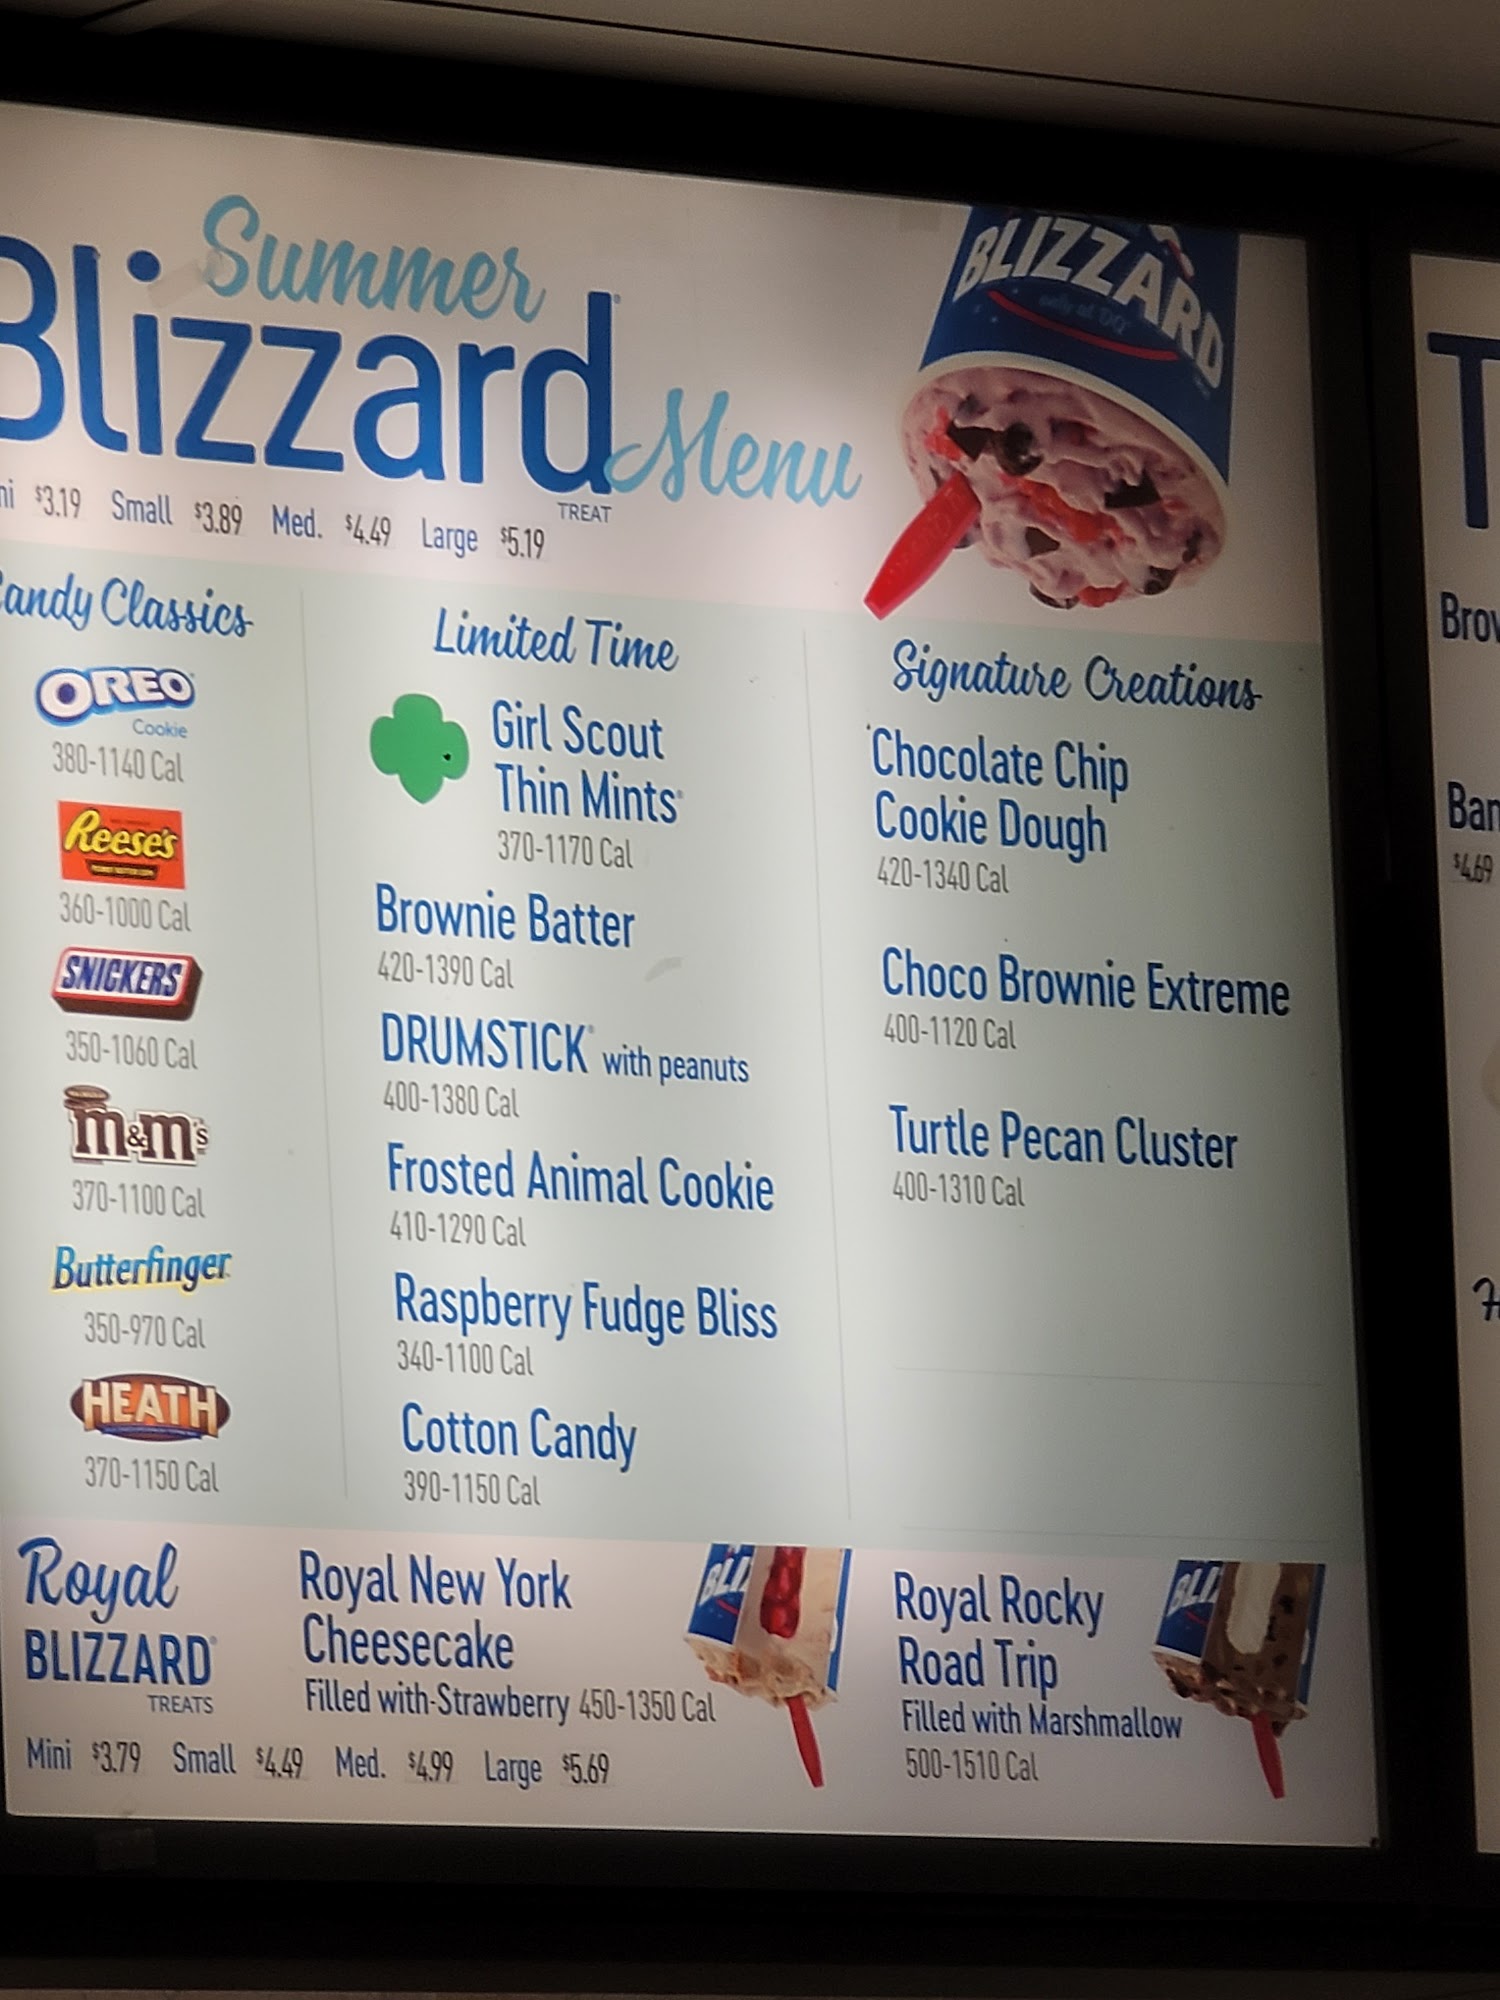 Summer
Blizzard
Menu
TREAT
$3.19 Small $3.89 Med. $4.49 Large $5.19
BLIZZARD
only at DQ
Candy Classics
OREO
Cookie
380-1140 Cal
Reese's
360-1000 Cal
SNICKERS
350-1060 Cal
m&m's
370-1100 Cal
Butterfinger
350-970 Cal
HEATH
370-1150 Cal
Limited Time
Girl Scout
Thin Mints
370-1170 Cal
Brownie Batter
420-1390 Cal
DRUMSTICK® with peanuts
400-1380 Cal
Frosted Animal Cookie
410-1290 Cal
Raspberry Fudge Bliss
340-1100 Cal
Cotton Candy
390-1150 Cal
Signature Creations
Chocolate Chip
Cookie Dough
420-1340 Cal
Choco Brownie Extreme
400-1120 Cal
Turtle Pecan Cluster
400-1310 Cal
Royal
BLIZZARD®
TREATS
Mini $3.79 Small $4.49 Med. $4.99 Large $5.69
Royal New York
Cheesecake
Filled with-Strawberry 450-1350 Cal
Royal Rocky
Road Trip
Filled with Marshmallow
500-1510 Cal
$4.69